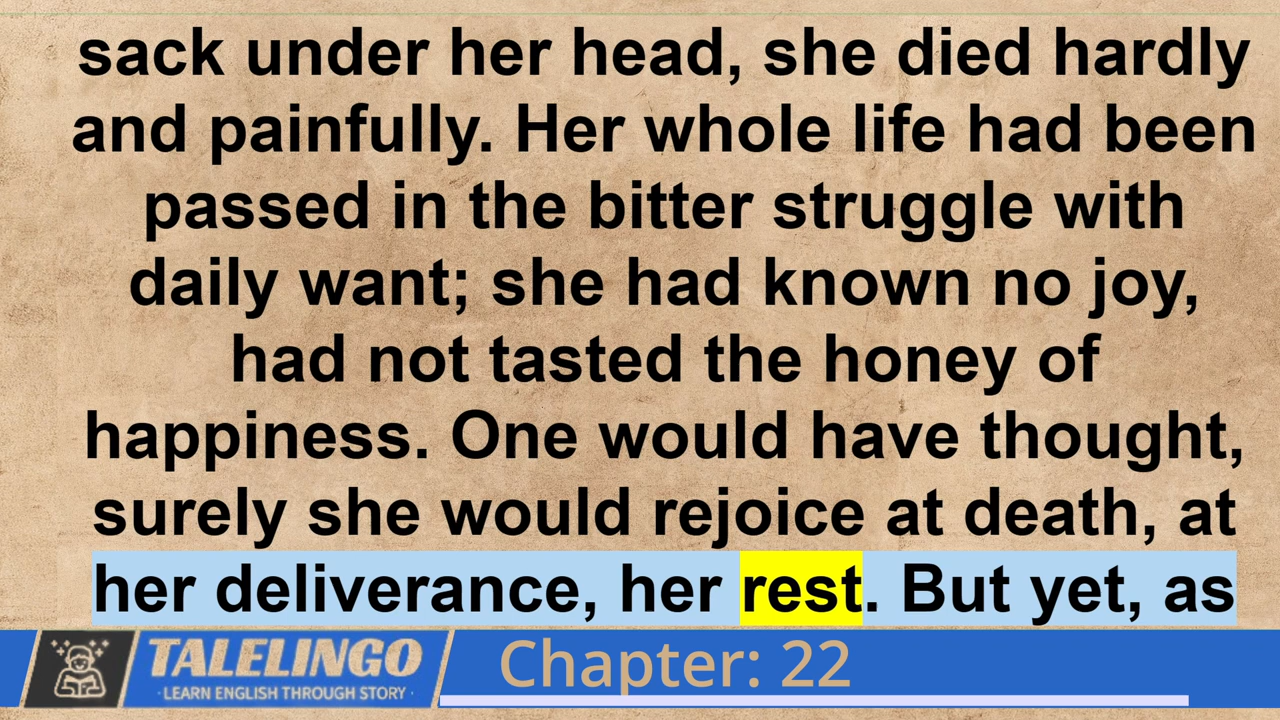 sack under her head, she died hardly
and painfully. Her whole life had been
passed in the bitter struggle with
daily want; she had known no joy,
had not tasted the honey of
happiness. One would have thought,
surely she would rejoice at death, at
her deliverance, her rest. But yet, as
TALELINGO
· LEARN ENGLISH THROUGH STORY ·
Chapter: 22